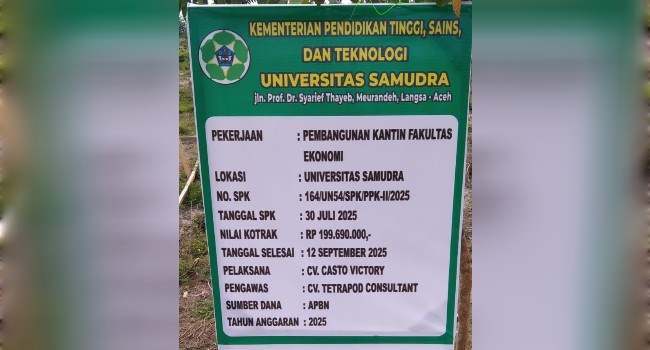 KEMENTERIAN PENDIDIKAN TINGGI, SAINS,
DAN TEKNOLOGI
UNIVERSITAS SAMUDRA
jln. Prof. Dr. Syarief Thayeb, Meurandeh, Langsa - Aceh
PEKERJAAN : PEMBANGUNAN KANTIN FAKULTAS
EKONOMI
LOKASI : UNIVERSITAS SAMUDRA
NO. SPK : 164/UN54/SPK/PPK-II/2025
TANGGAL SPK : 30 JULI 2025
NILAI KOTRAK : RP 199.690.000,-
TANGGAL SELESAI : 12 SEPTEMBER 2025
PELAKSANA : CV. CASTO VICTORY
PENGAWAS : CV. TETRAPOD CONSULTANT
SUMBER DANA : APBN
TAHUN ANGGARAN : 2025